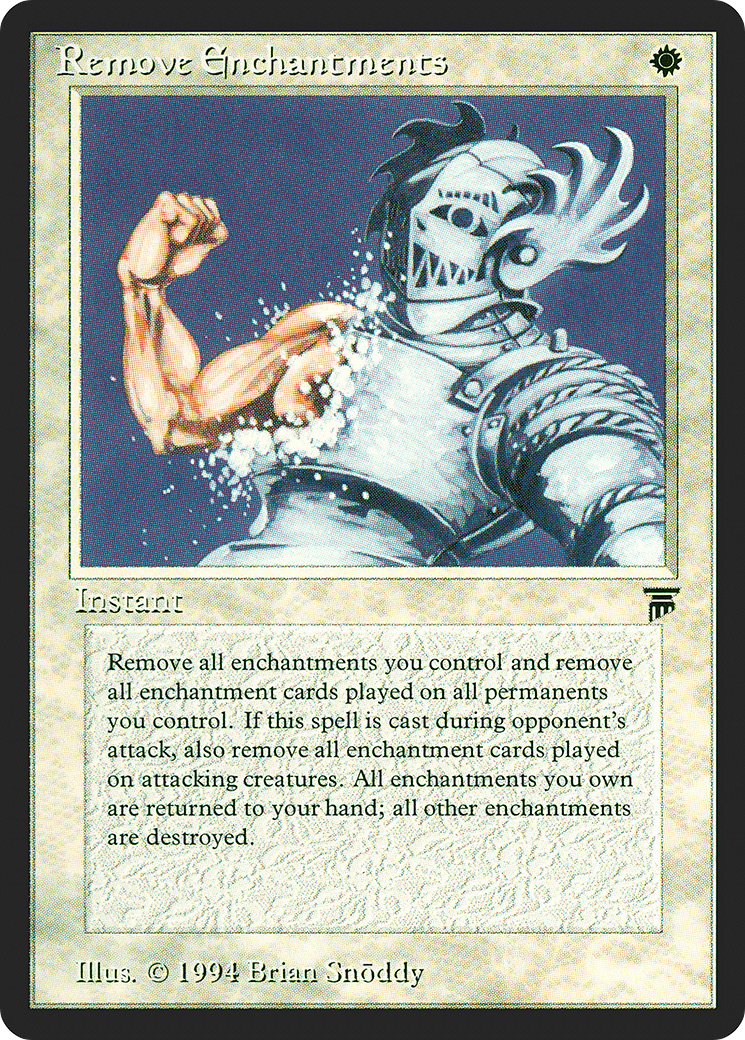 Remove Enchantments
Instant
Remove all enchantments you control and remove
all enchantment cards played on all permanents
you control. If this spell is cast during opponent's
attack, also remove all enchantment cards played
on attacking creatures. All enchantments you own
are returned to your hand; all other enchantments
are destroyed.
Illus. © 1994 Brian Snōddy